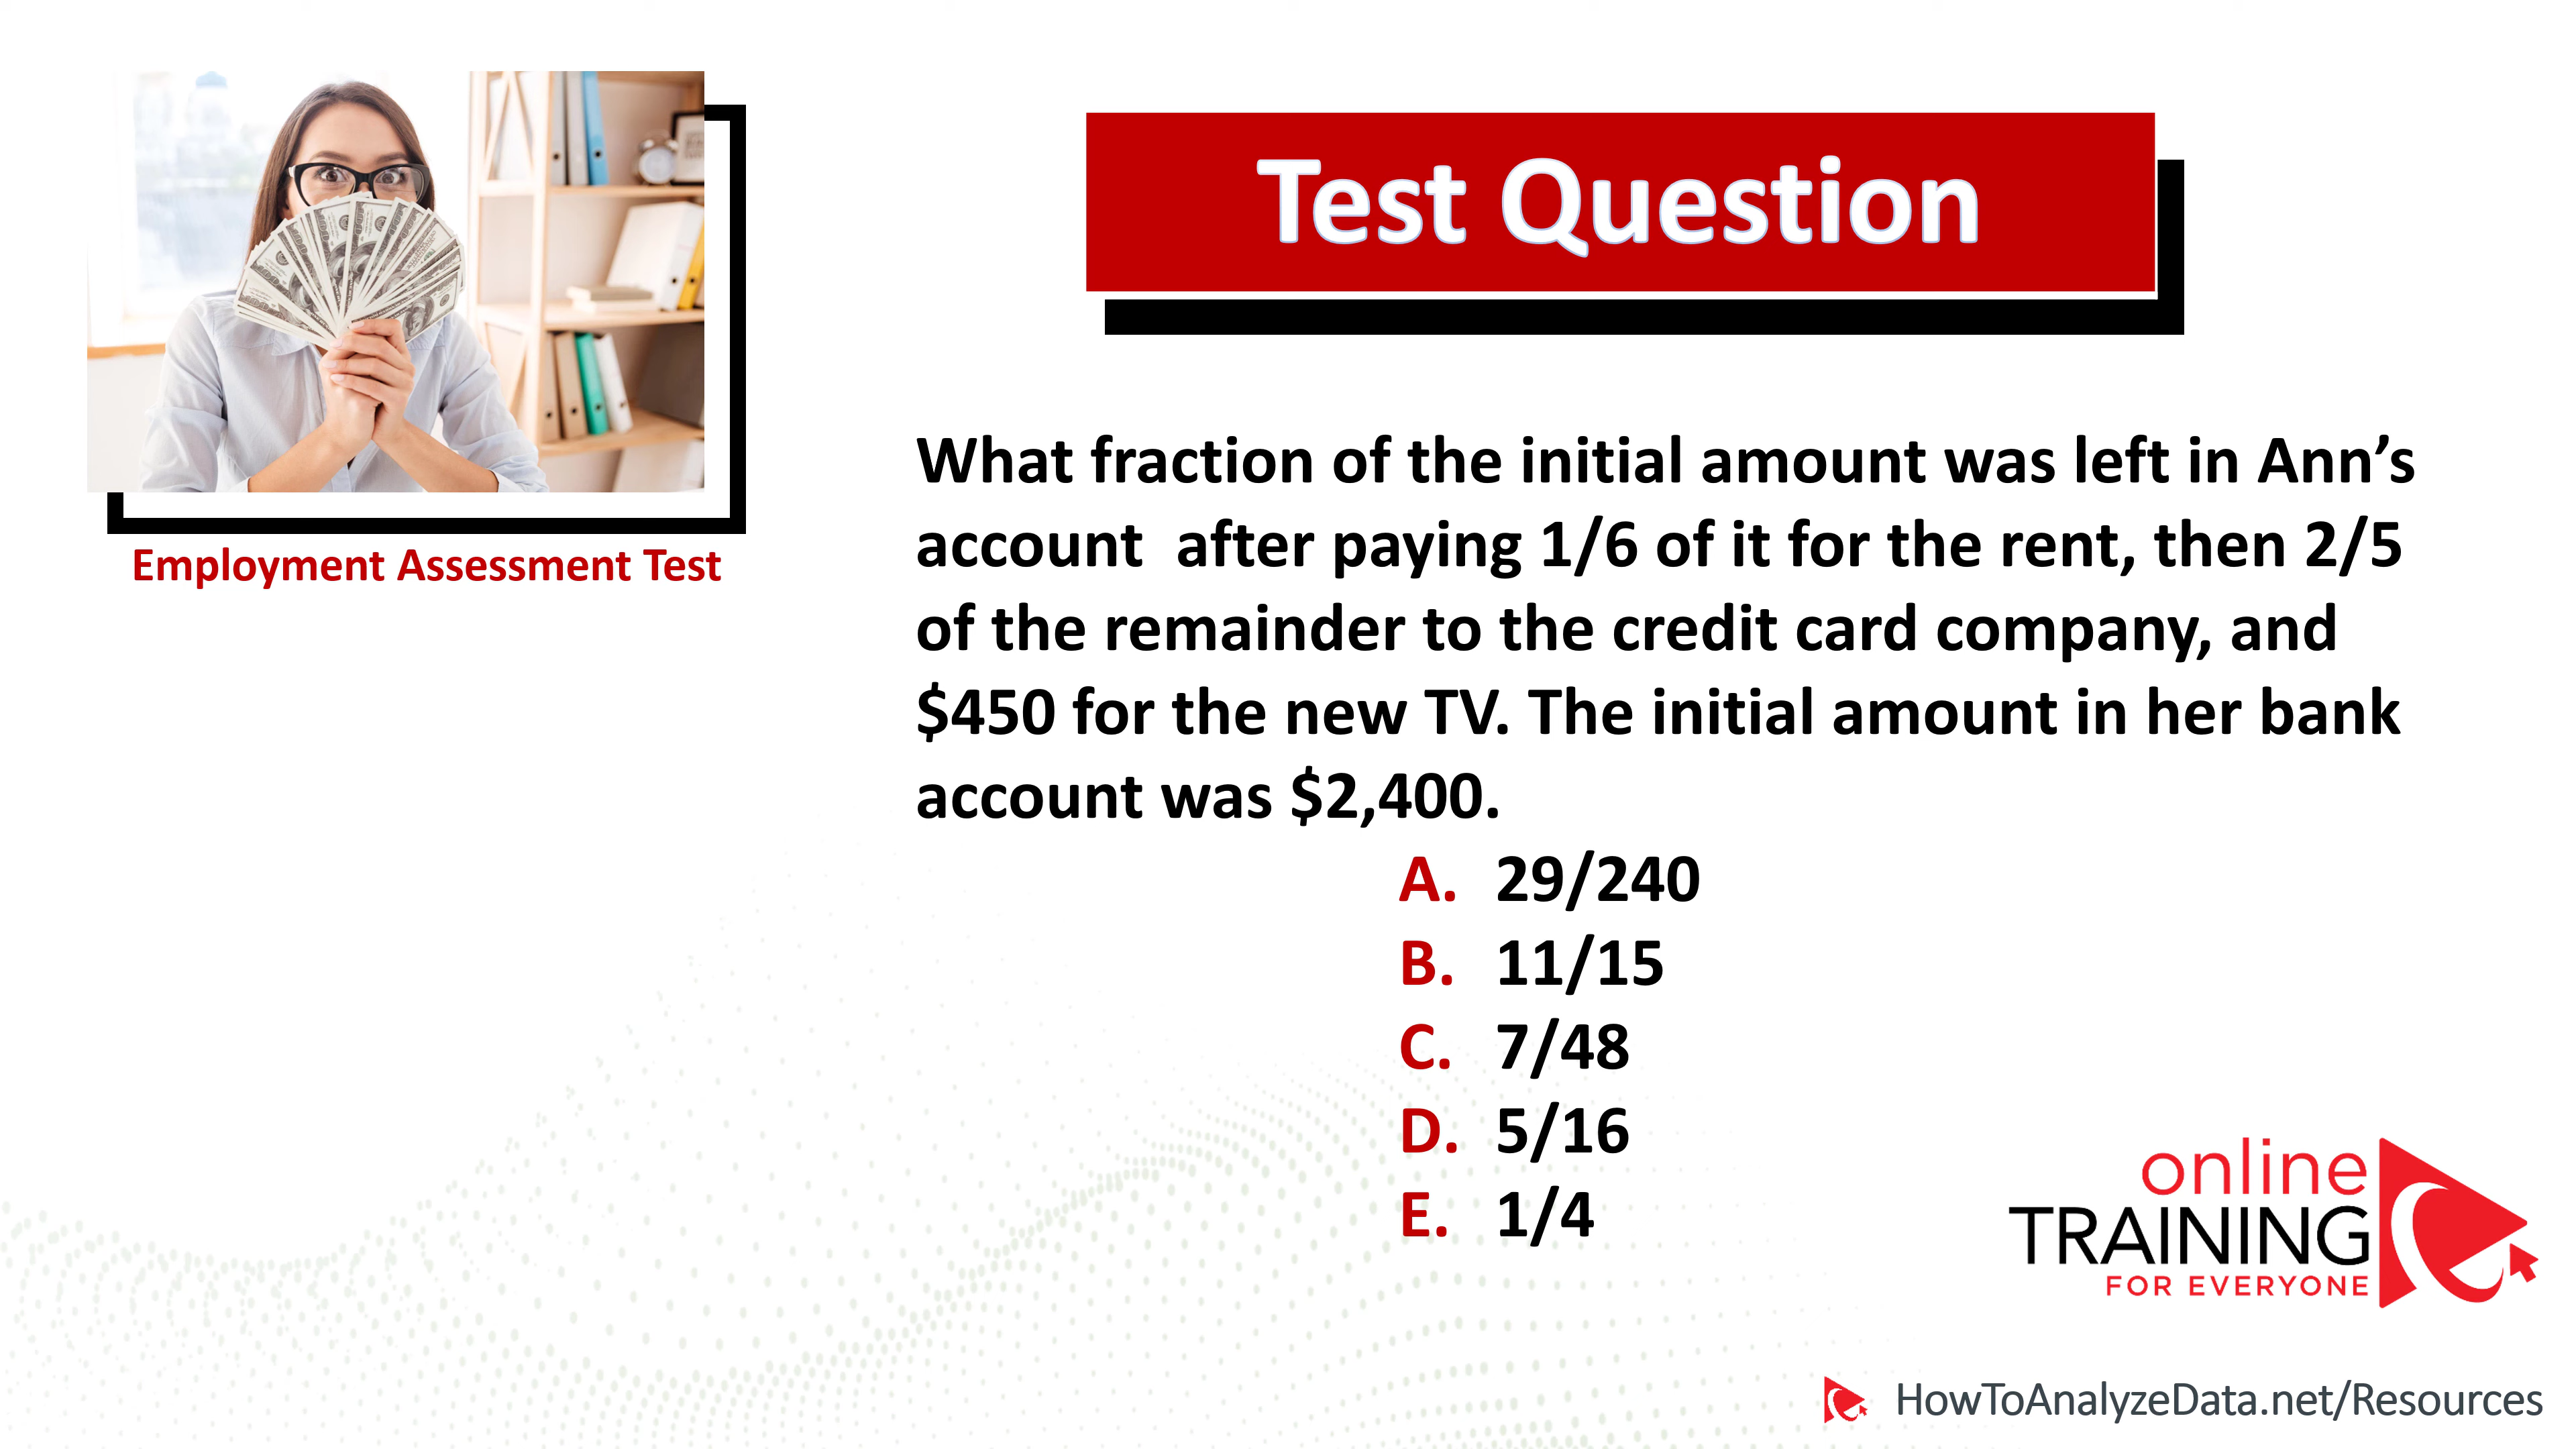 Test Question
Employment Assessment Test
What fraction of the initial amount was left in Ann’s
account  after paying 1/6 of it for the rent, then 2/5
of the remainder to the credit card company, and
$450 for the new TV. The initial amount in her bank
account was $2,400.
A. 29/240
B. 11/15
C. 7/48
D. 5/16
E. 1/4
online
TRAINING
FOR EVERYONE
HowToAnalyzeData.net/Resources